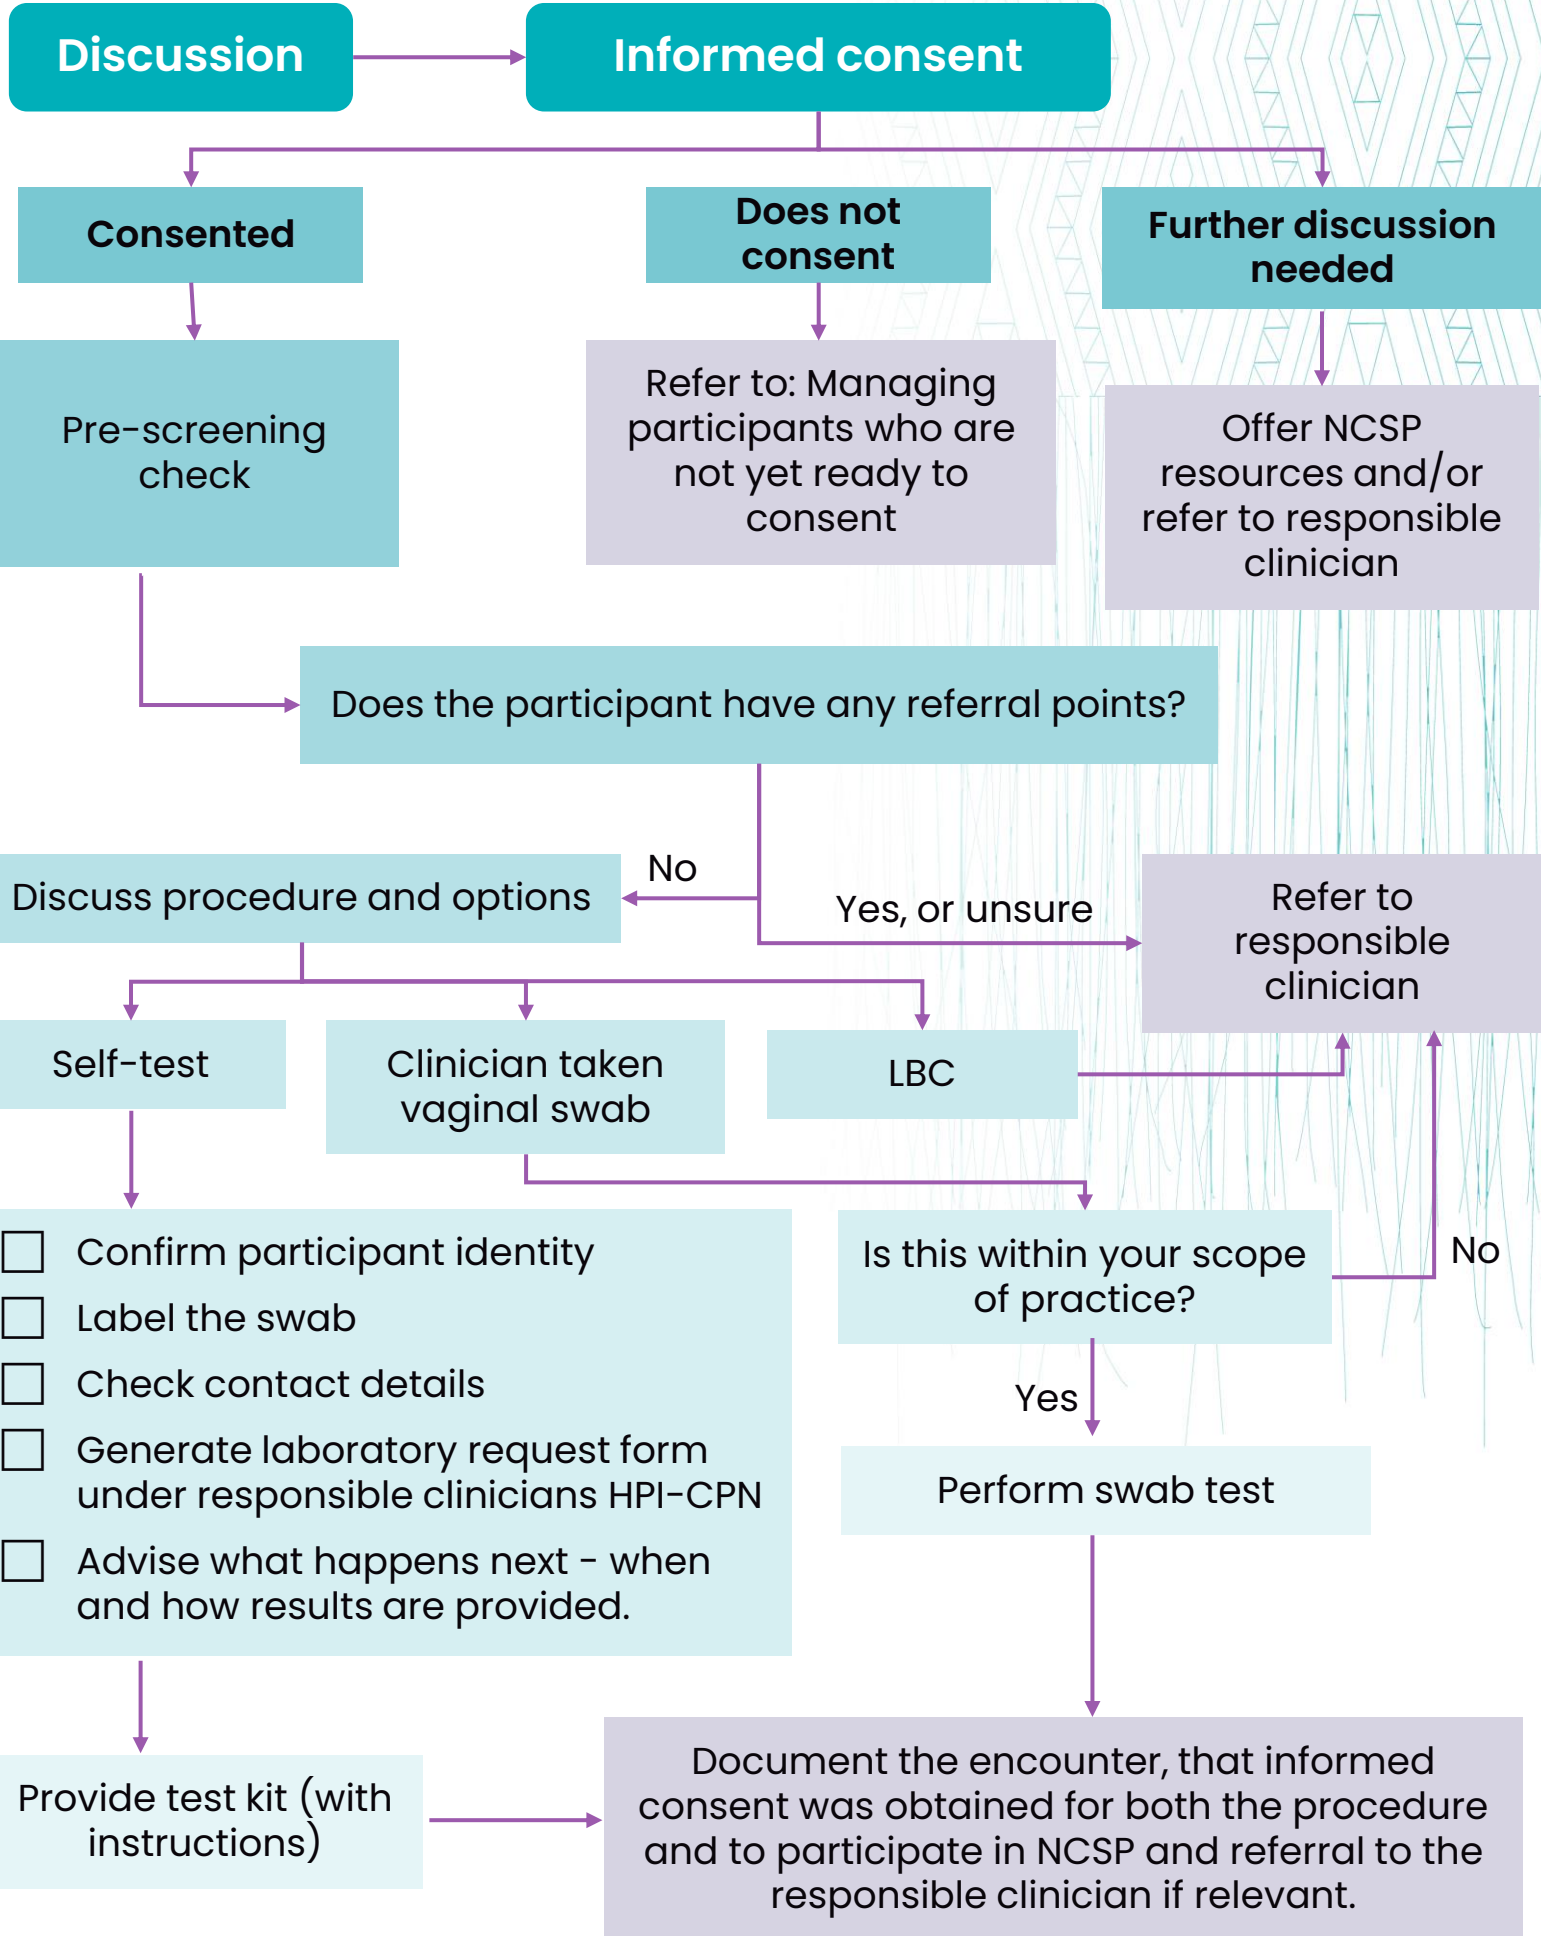 Discussion
Informed consent
Consented
Does not
consent
Further discussion
needed
Pre-screening
check
Refer to: Managing
participants who are
not yet ready to
consent
Offer NCSP
resources and/or
refer to responsible
clinician
Does the participant have any referral points?
No
Discuss procedure and options
Yes, or unsure
Refer to
responsible
clinician
Self-test
Clinician taken
vaginal swab
LBC
Confirm participant identity
Label the swab
Check contact details
Generate laboratory request form
under responsible clinicians HPI-CPN
Advise what happens next - when
and how results are provided.
Is this within your scope
of practice?
No
Yes
Perform swab test
Provide test kit (with
instructions)
Document the encounter, that informed
consent was obtained for both the procedure
and to participate in NCSP and referral to the
responsible clinician if relevant.